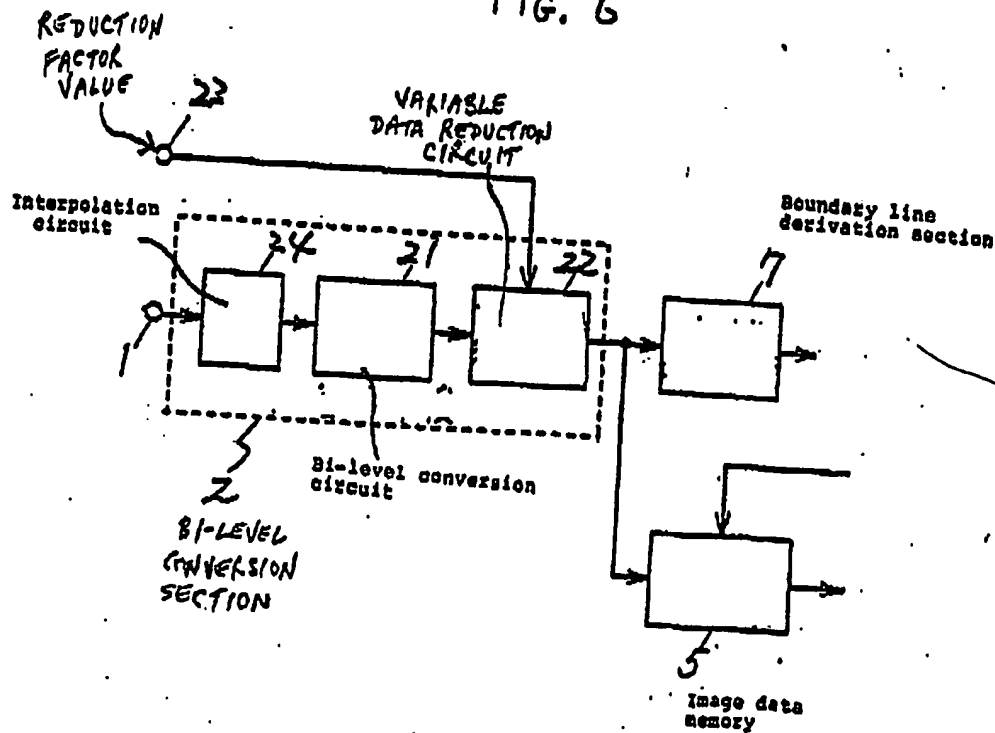 FIG. 6
REDUCTION
FACTOR
VALUE
23
VARIABLE
DATA REDUCTION
CIRCUIT
Interpolation
circuit
Boundary line
derivation section
24
21
22
7
1
2
BI-LEVEL
CONVERSION
SECTION
Bi-level conversion
circuit
5
Image data
memory